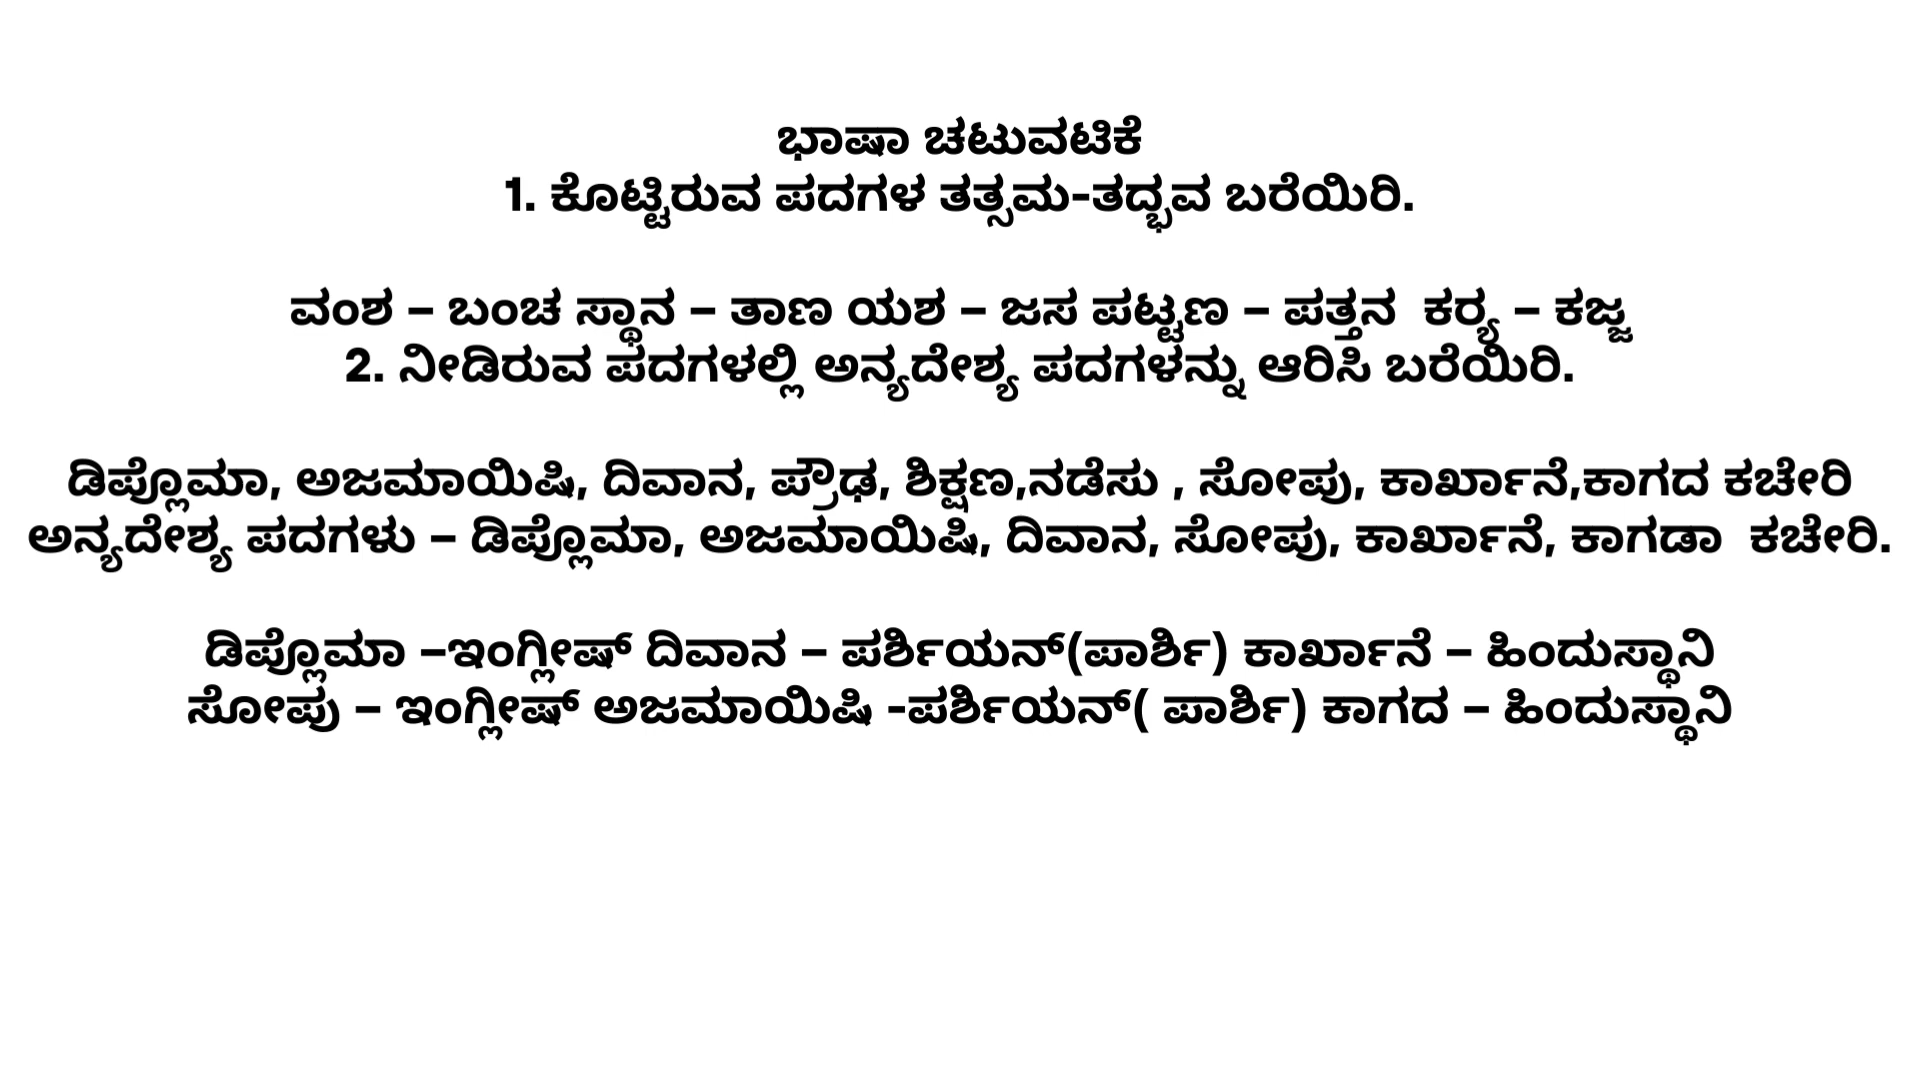 ಭಾಷಾ ಚಟುವಟಿಕೆ
1. ಕೊಟ್ಟಿರುವ ಪದಗಳ ತತ್ಸಮ-ತದ್ಭವ ಬರೆಯಿರಿ.
ವಂಶ – ಬಂಚ ಸ್ಥಾನ – ತಾಣ ಯಶ – ಜಸ ಪಟ್ಟಣ – ಪತ್ತನ  ಕರ‍್ಯ – ಕಜ್ಜ
2. ನೀಡಿರುವ ಪದಗಳಲ್ಲಿ ಅನ್ಯದೇಶ್ಯ ಪದಗಳನ್ನು ಆರಿಸಿ ಬರೆಯಿರಿ.
ಡಿಪ್ಲೊಮಾ, ಅಜಮಾಯಿಷಿ, ದಿವಾನ, ಪ್ರೌಢ, ಶಿಕ್ಷಣ,ನಡೆಸು , ಸೋಪು, ಕಾರ್ಖಾನೆ,ಕಾಗದ ಕಚೇರಿ
ಅನ್ಯದೇಶ್ಯ ಪದಗಳು – ಡಿಪ್ಲೊಮಾ, ಅಜಮಾಯಿಷಿ, ದಿವಾನ, ಸೋಪು, ಕಾರ್ಖಾನೆ, ಕಾಗಡಾ  ಕಚೇರಿ.
ಡಿಪ್ಲೊಮಾ –ಇಂಗ್ಲೀಷ್ ದಿವಾನ – ಪರ್ಶಿಯನ್(ಪಾರ್ಶಿ) ಕಾರ್ಖಾನೆ – ಹಿಂದುಸ್ಥಾನಿ
ಸೋಪು – ಇಂಗ್ಲೀಷ್ ಅಜಮಾಯಿಷಿ -ಪರ್ಶಿಯನ್( ಪಾರ್ಶಿ) ಕಾಗದ – ಹಿಂದುಸ್ಥಾನಿ